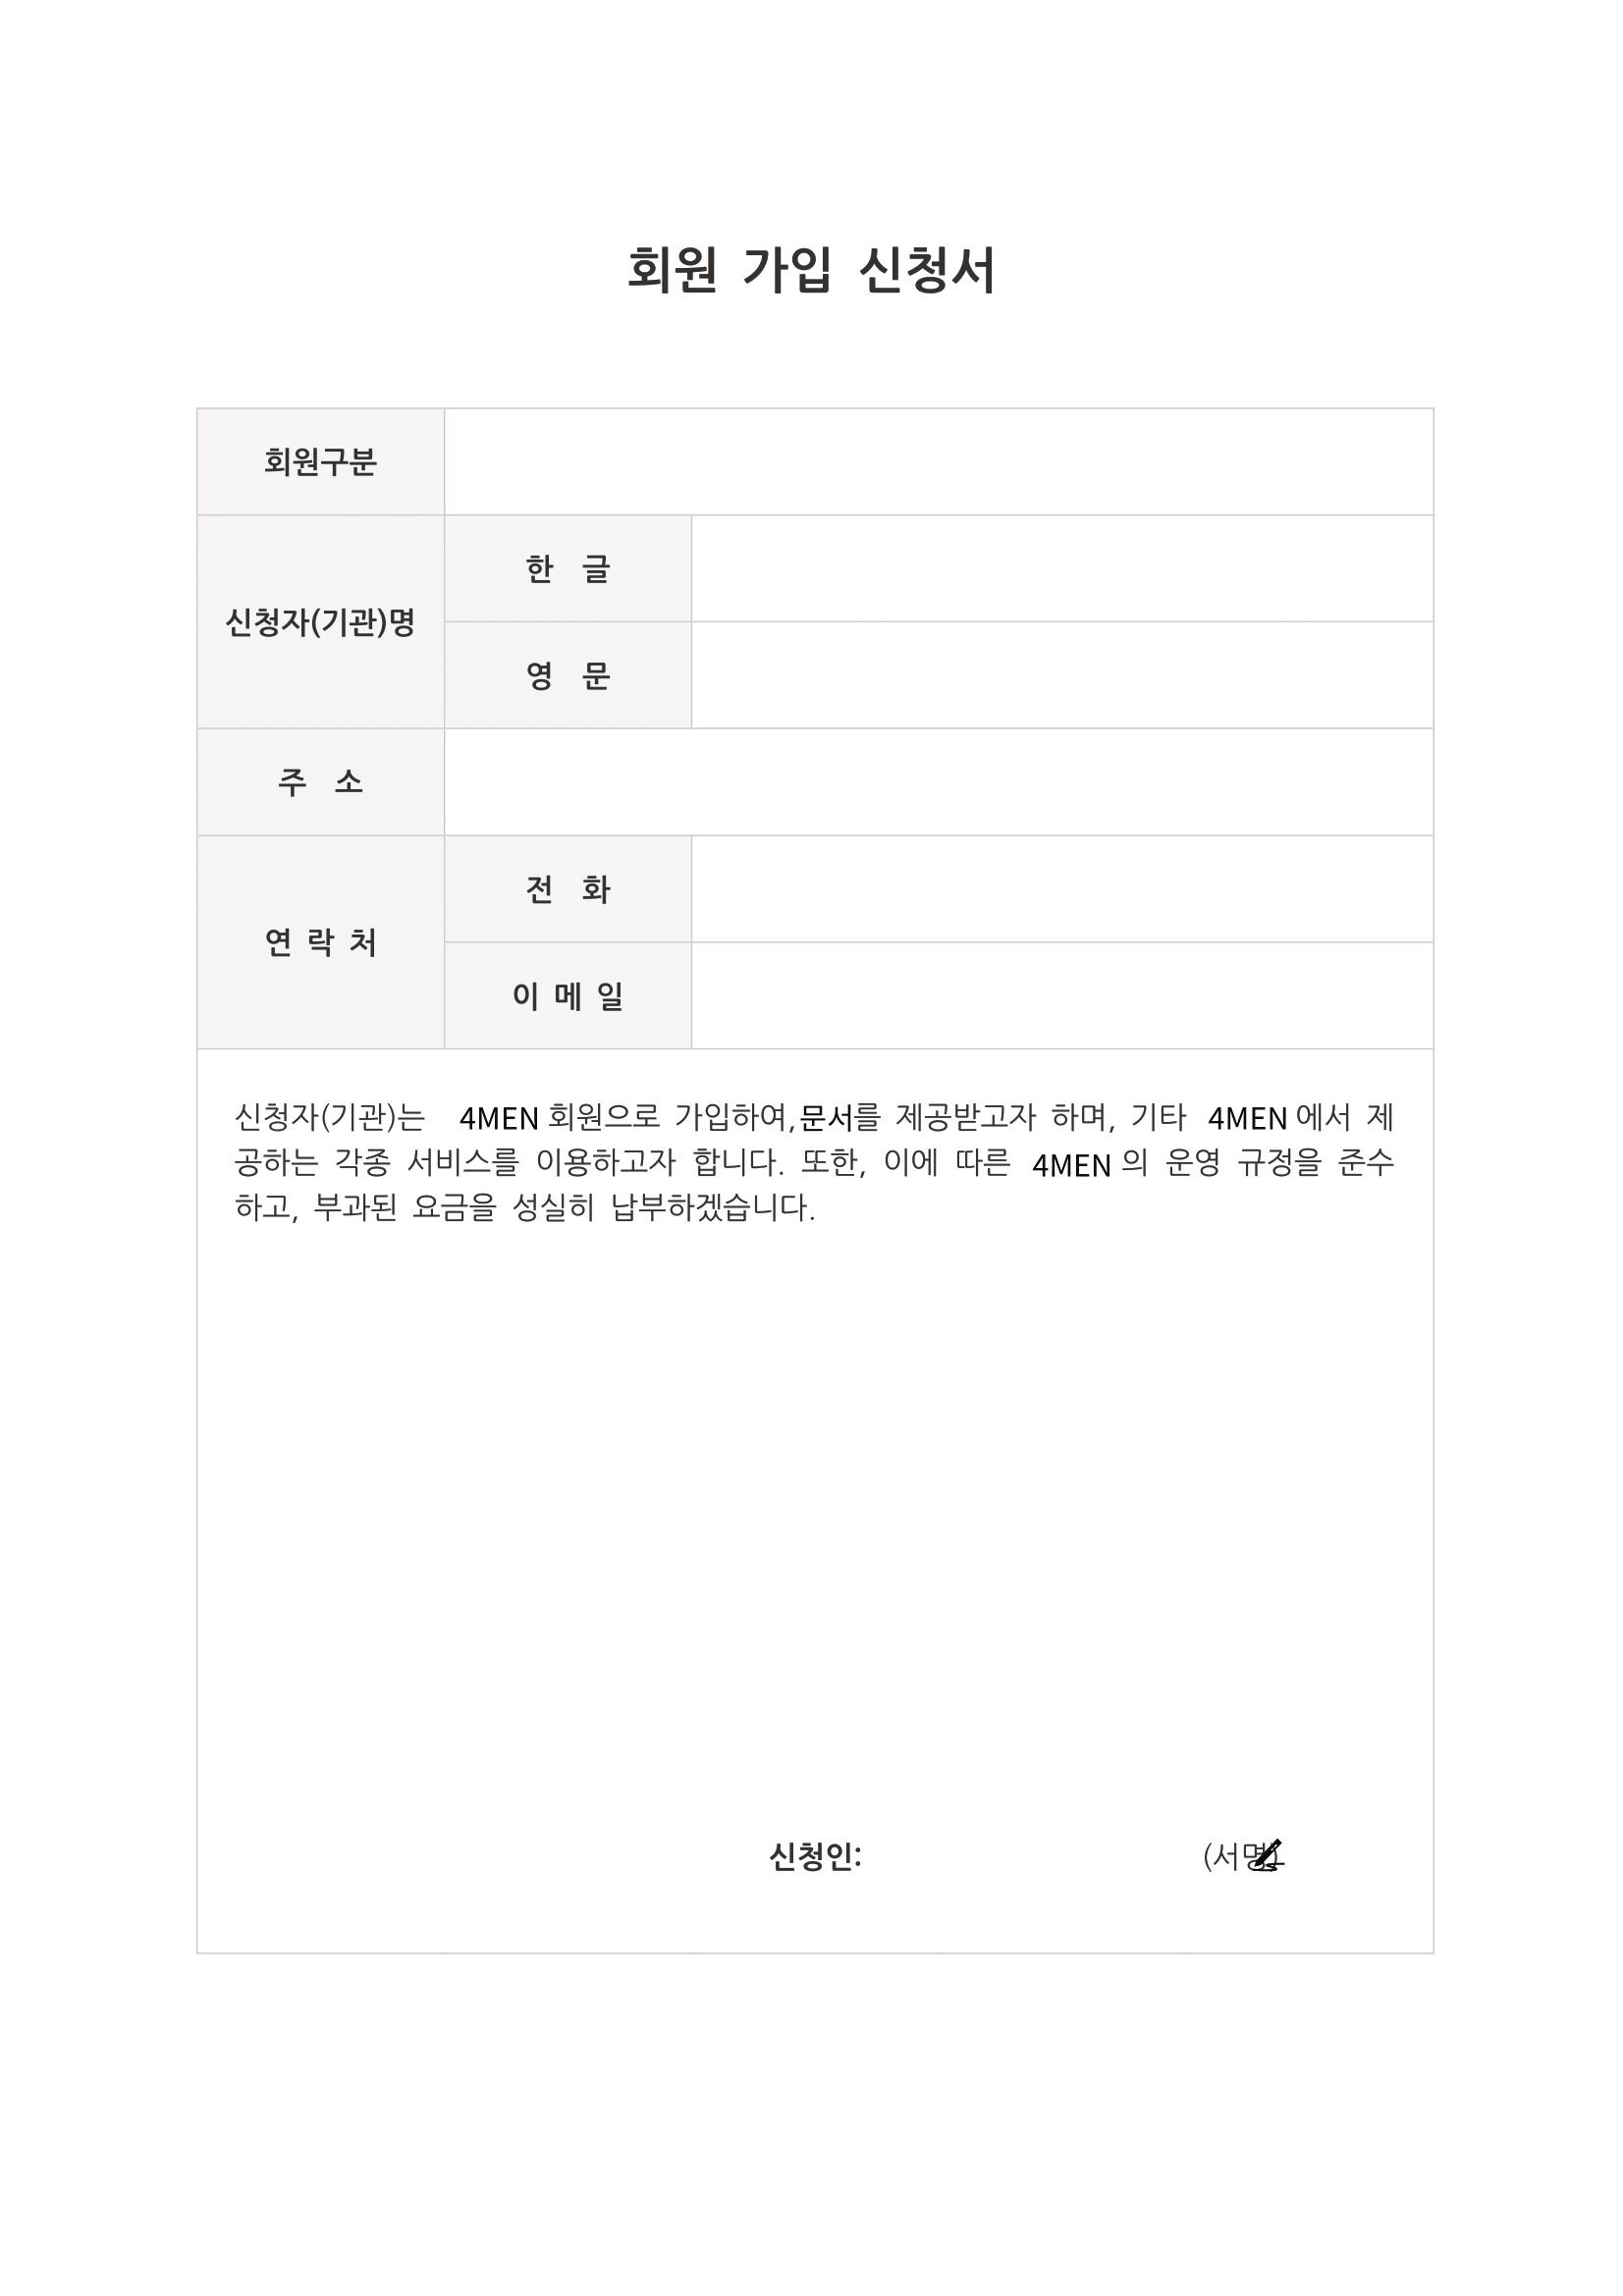 회원 가입 신청서
회원구분
신청자(기관)명
한 글
영 문
주 소
연 락 처
전 화
이 메 일
신청자(기관)는 4MEN 회원으로 가입하여,문서를 제공받고자 하며, 기타 4MEN 에서 제
공하는 각종 서비스를 이용하고자 합니다. 또한, 이에 따른 4MEN 의 운영 규정을 준수
하고, 부과된 요금을 성실히 납부하겠습니다.
신청인: (서명)